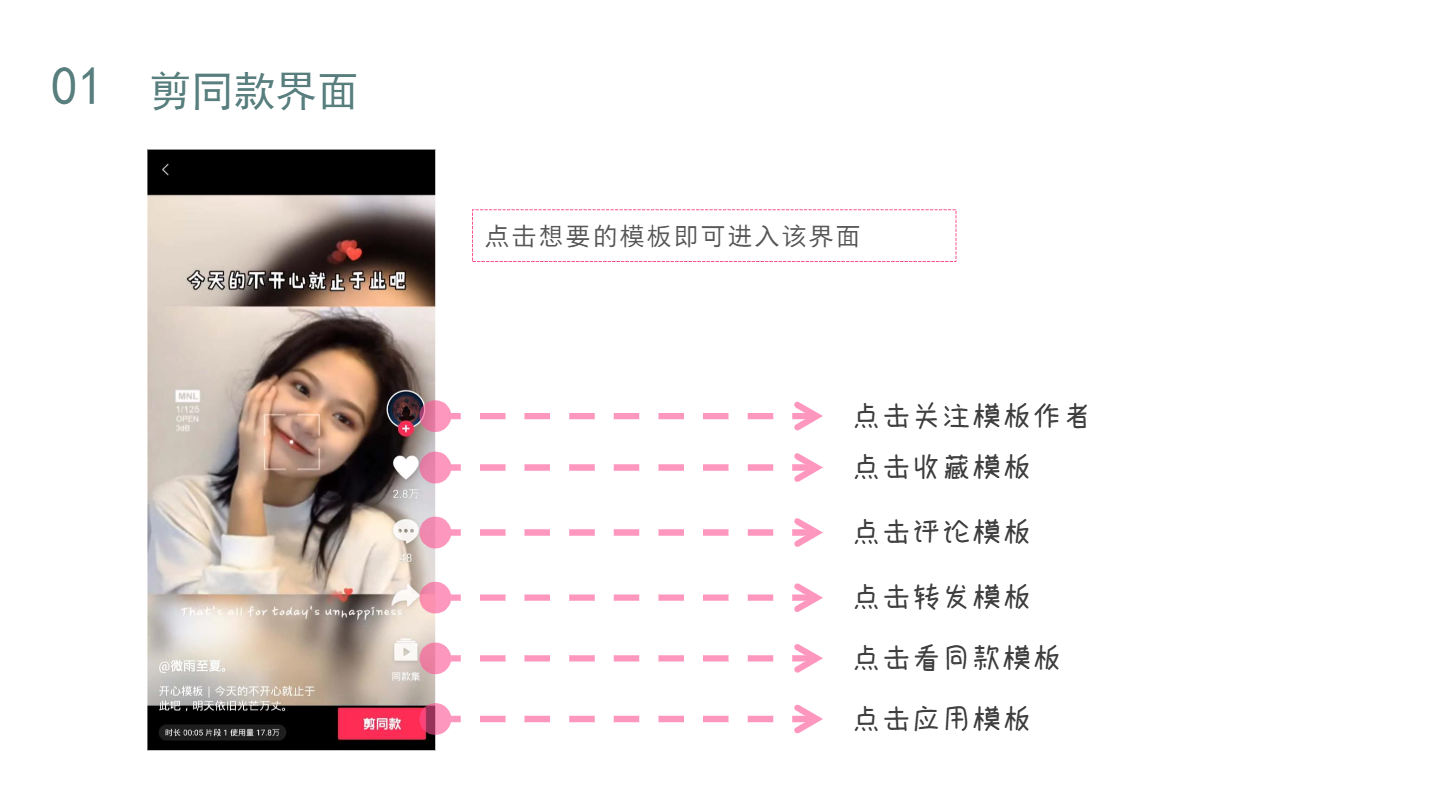 01 剪同款界面
点击想要的模板即可进入该界面
今天的不开心就止于此吧
MNL
1/125
OPEN
3dB
点击关注模板作者
点击收藏模板
2.8万
点击评论模板
48
点击转发模板
That's all for today's unhappiness
点击看同款模板
@微雨至夏。
同款集
开心模板｜今天的不开心就止于
此吧，明天依旧光芒万丈。
点击应用模板
剪同款
时长 00:05 片段 1 使用量 17.8万